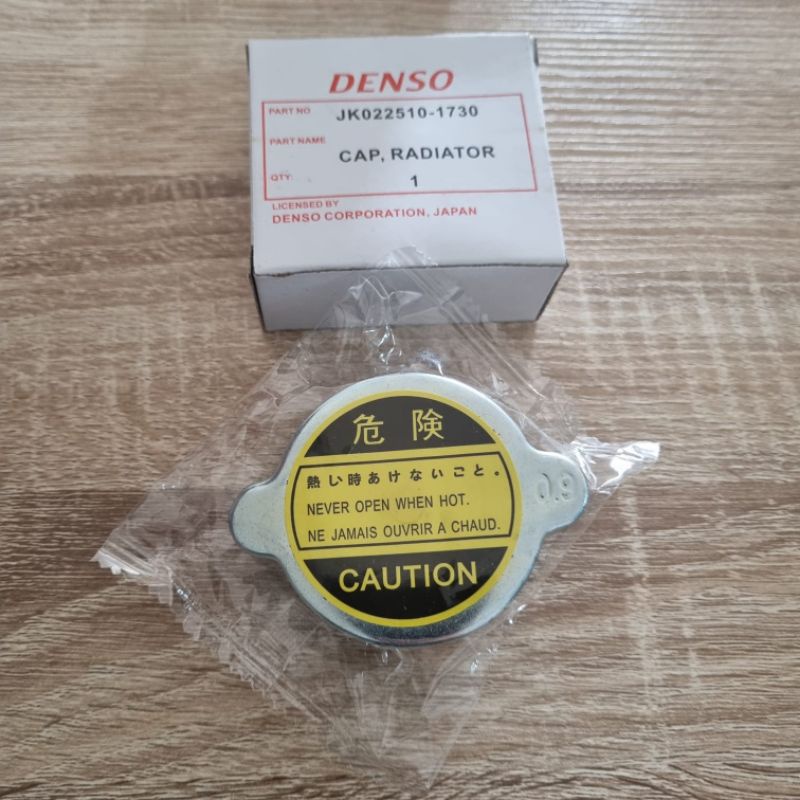 DENSO
PART NO JK022510-1730
PART NAME CAP, RADIATOR
QTY: 1
LICENSED BY
DENSO CORPORATION, JAPAN
危険
熱い時あけないこと。
NEVER OPEN WHEN HOT.
NE JAMAIS OUVRIR A CHAUD.
CAUTION
0.9